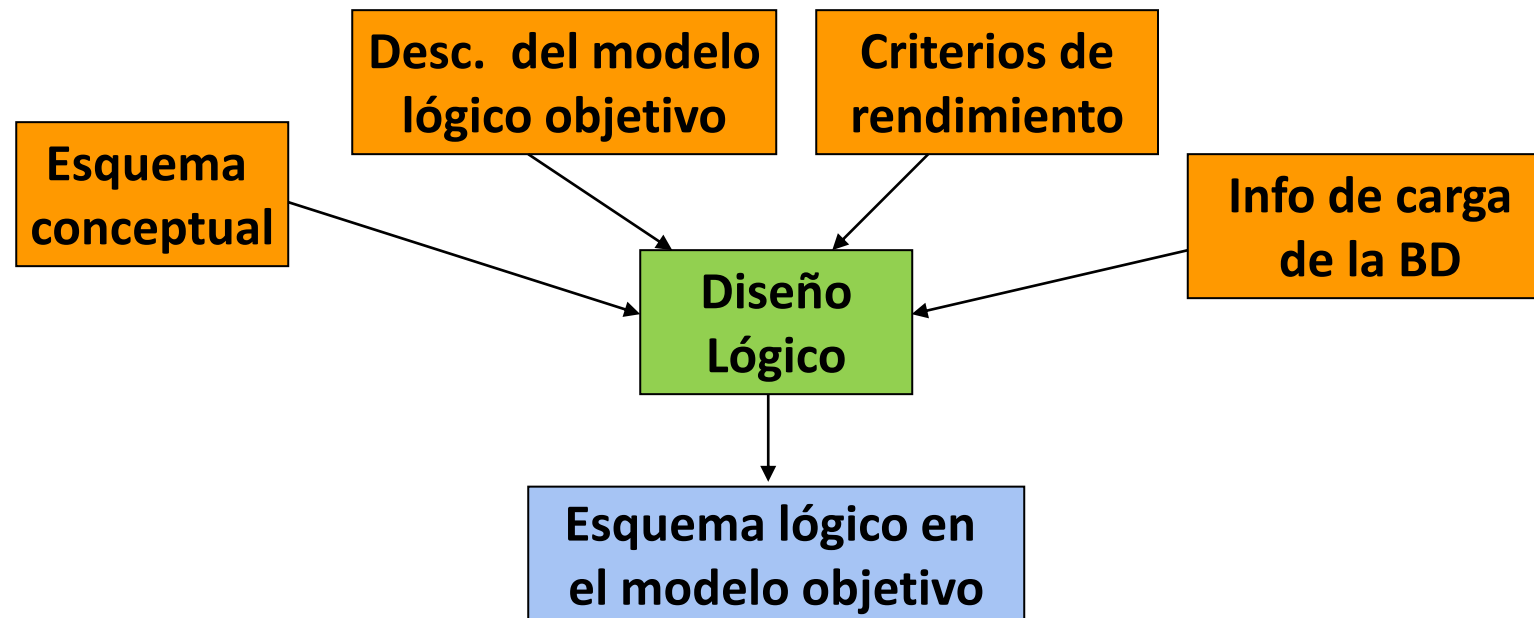 Desc. del modelo
lógico objetivo
Criterios de
rendimiento
Esquema
conceptual
Info de carga
de la BD
Diseño
Lógico
Esquema lógico en
el modelo objetivo